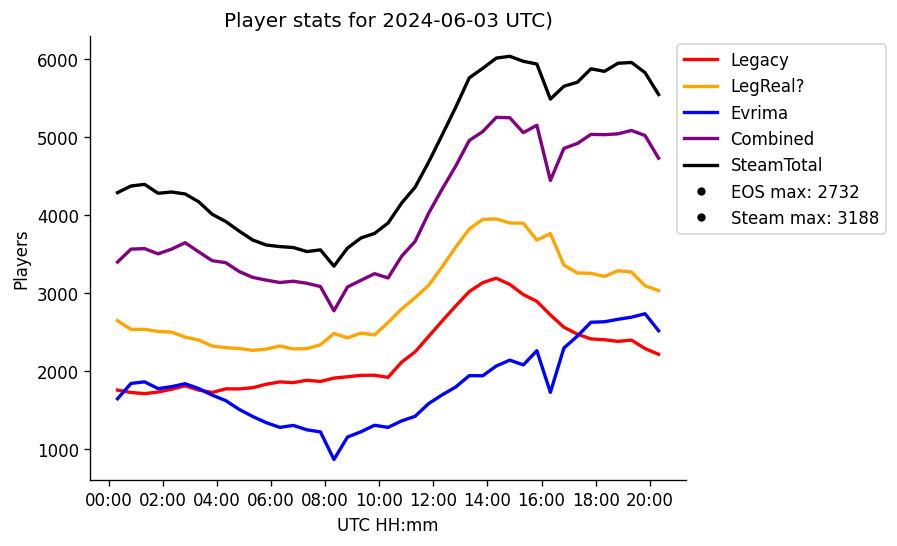 Player stats for 2024-06-03 UTC)
Legacy
LegReal?
Evrima
Combined
SteamTotal
EOS max: 2732
Steam max: 3188
Players
6000
5000
4000
3000
2000
1000
00:00 02:00 04:00 06:00 08:00 10:00 12:00 14:00 16:00 18:00 20:00
UTC HH:mm